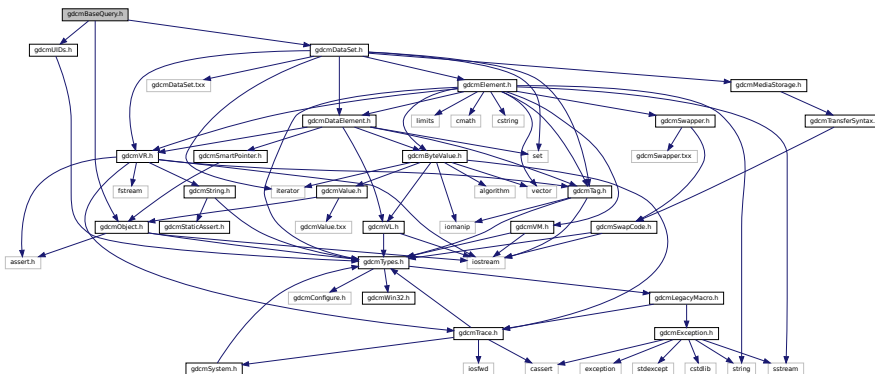 gdcmBaseQuery.h
gdcmUIDs.h
gdcmDataSet.h
gdcmDataSet.txx
gdcmElement.h
gdcmMediaStorage.h
gdcmDataElement.h
limits
cmath
cstring
gdcmSwapper.h
gdcmTransferSyntax.h
gdcmVR.h
gdcmSmartPointer.h
gdcmByteValue.h
set
gdcmSwapper.txx
fstream
gdcmString.h
iterator
gdcmValue.h
algorithm
vector
gdcmTag.h
gdcmObject.h
gdcmStaticAssert.h
gdcmValue.txx
gdcmVL.h
iomanip
gdcmVM.h
gdcmSwapCode.h
assert.h
gdcmTypes.h
iostream
gdcmConfigure.h
gdcmWin32.h
gdcmLegacyMacro.h
gdcmTrace.h
gdcmException.h
gdcmSystem.h
iosfwd
cassert
exception
stdexcept
cstdlib
string
sstream